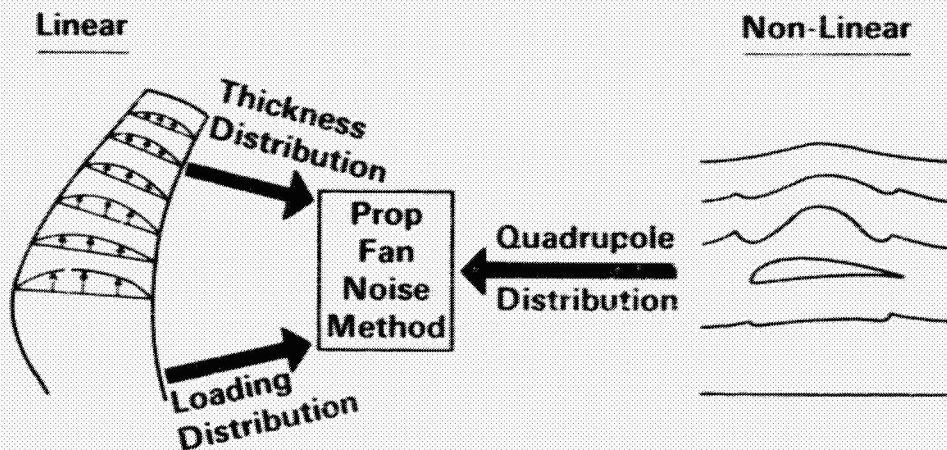 Linear
Non-Linear
Thickness
Distribution
Prop
Fan
Noise
Method
Quadrupole
Distribution
Loading
Distribution